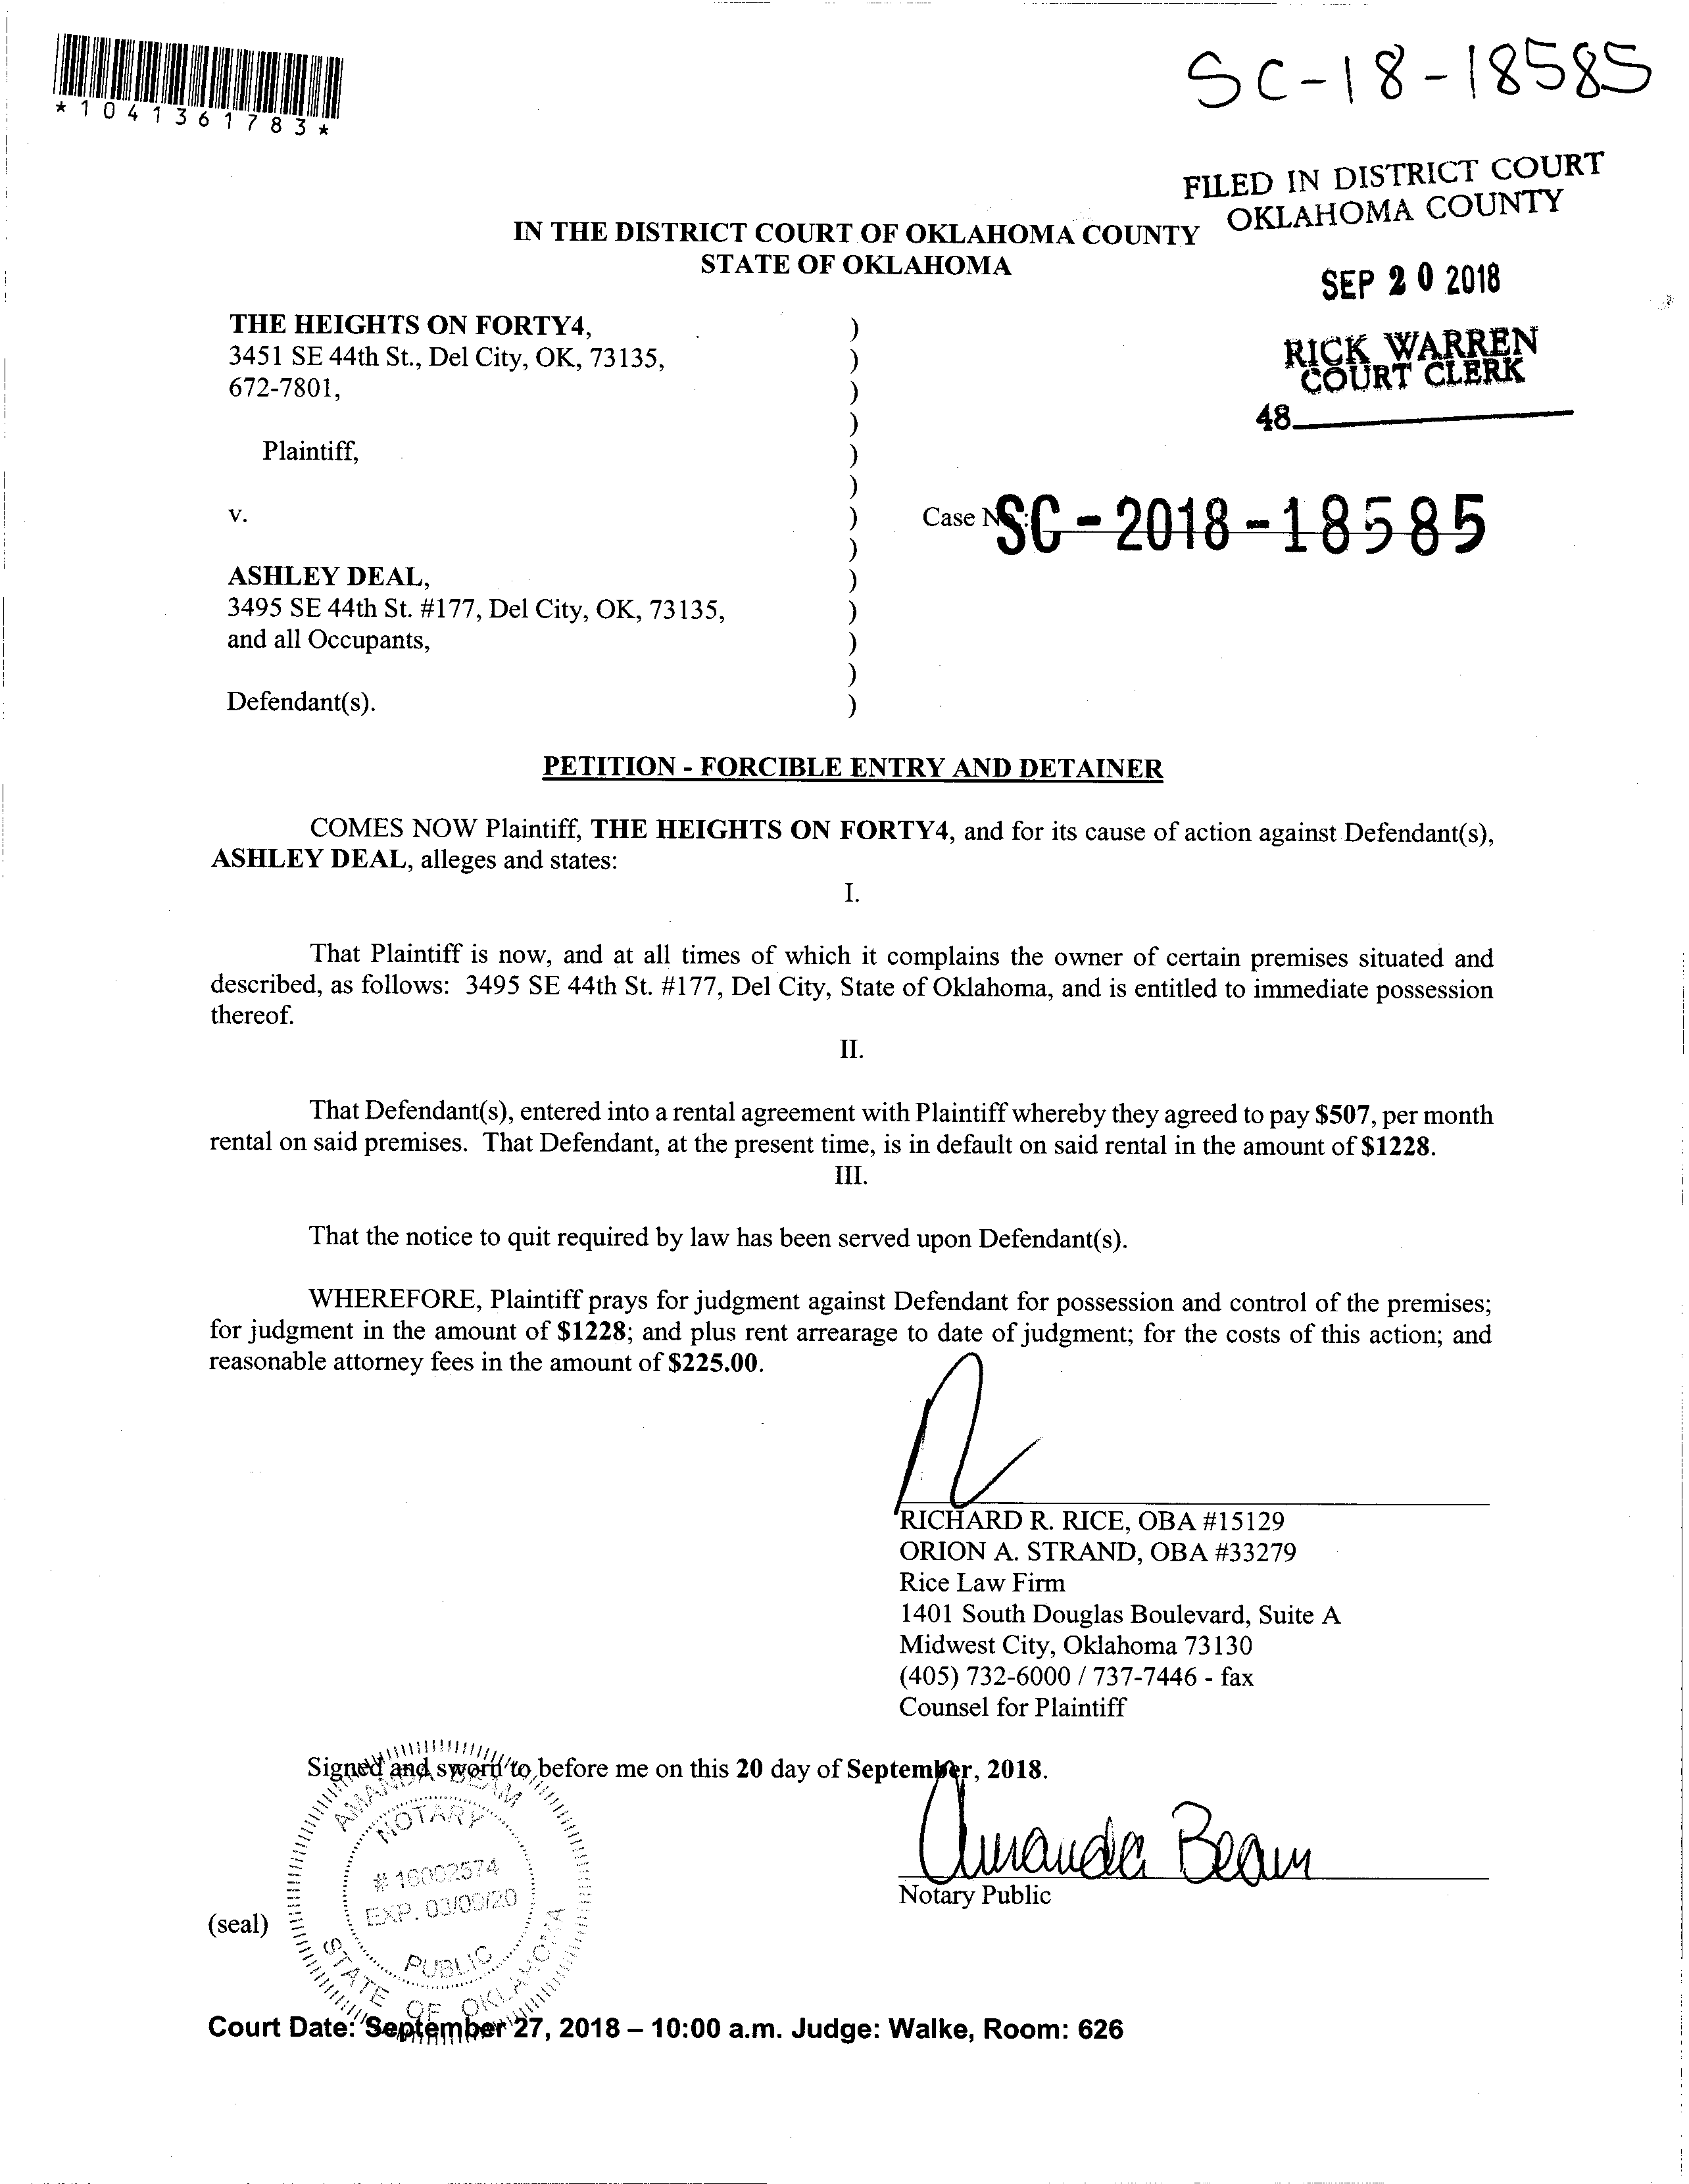 *1041361783*
SC-18-18585
FILED IN DISTRICT COURT
OKLAHOMA COUNTY
IN THE DISTRICT COURT OF OKLAHOMA COUNTY
STATE OF OKLAHOMA
SEP 20 2018
RICK WARREN
COURT CLERK
48
THE HEIGHTS ON FORTY4, )
3451 SE 44th St., Del City, OK, 73135, )
672-7801, )
)
Plaintiff, )
)
v. ) Case No.: SC-2018-18585
)
ASHLEY DEAL, )
3495 SE 44th St. #177, Del City, OK, 73135, )
and all Occupants, )
)
Defendant(s). )
PETITION - FORCIBLE ENTRY AND DETAINER
COMES NOW Plaintiff, THE HEIGHTS ON FORTY4, and for its cause of action against Defendant(s),
ASHLEY DEAL, alleges and states:
I.
That Plaintiff is now, and at all times of which it complains the owner of certain premises situated and
described, as follows: 3495 SE 44th St. #177, Del City, State of Oklahoma, and is entitled to immediate possession
thereof.
II.
That Defendant(s), entered into a rental agreement with Plaintiff whereby they agreed to pay $507, per month
rental on said premises. That Defendant, at the present time, is in default on said rental in the amount of $1228.
III.
That the notice to quit required by law has been served upon Defendant(s).
WHEREFORE, Plaintiff prays for judgment against Defendant for possession and control of the premises;
for judgment in the amount of $1228; and plus rent arrearage to date of judgment; for the costs of this action; and
reasonable attorney fees in the amount of $225.00.
RICHARD R. RICE, OBA #15129
ORION A. STRAND, OBA #33279
Rice Law Firm
1401 South Douglas Boulevard, Suite A
Midwest City, Oklahoma 73130
(405) 732-6000 / 737-7446 - fax
Counsel for Plaintiff
Signed and sworn to before me on this 20 day of September, 2018.
AMANDA BEAM
NOTARY
# 16002574
EXP. 03/09/20
PUBLIC
STATE OF OKLAHOMA
Amanda Beam
Notary Public
(seal)
Court Date: September 27, 2018 – 10:00 a.m. Judge: Walke, Room: 626